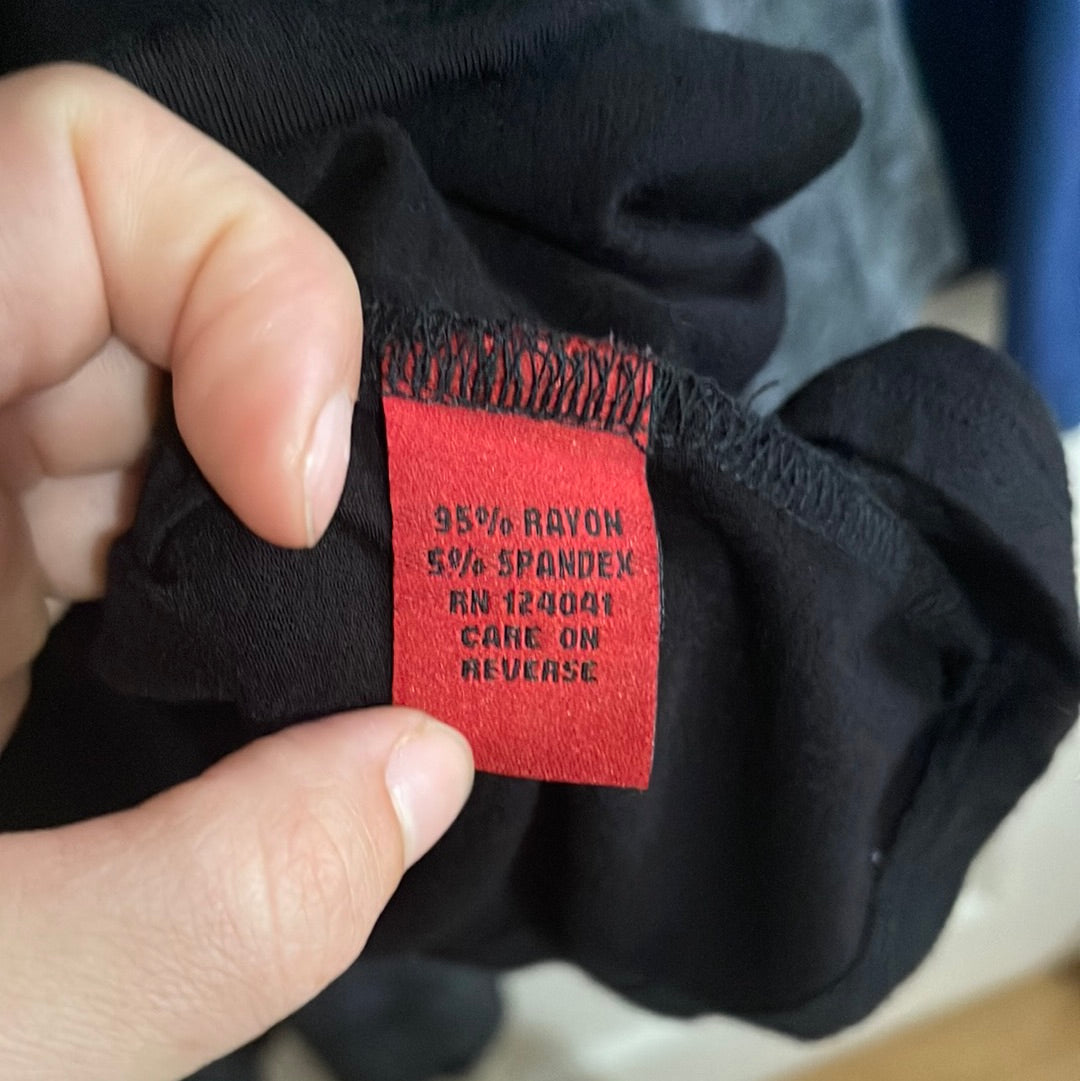 95% RAYON
5% SPANDEX
RN 124041
CARE ON
REVERSE